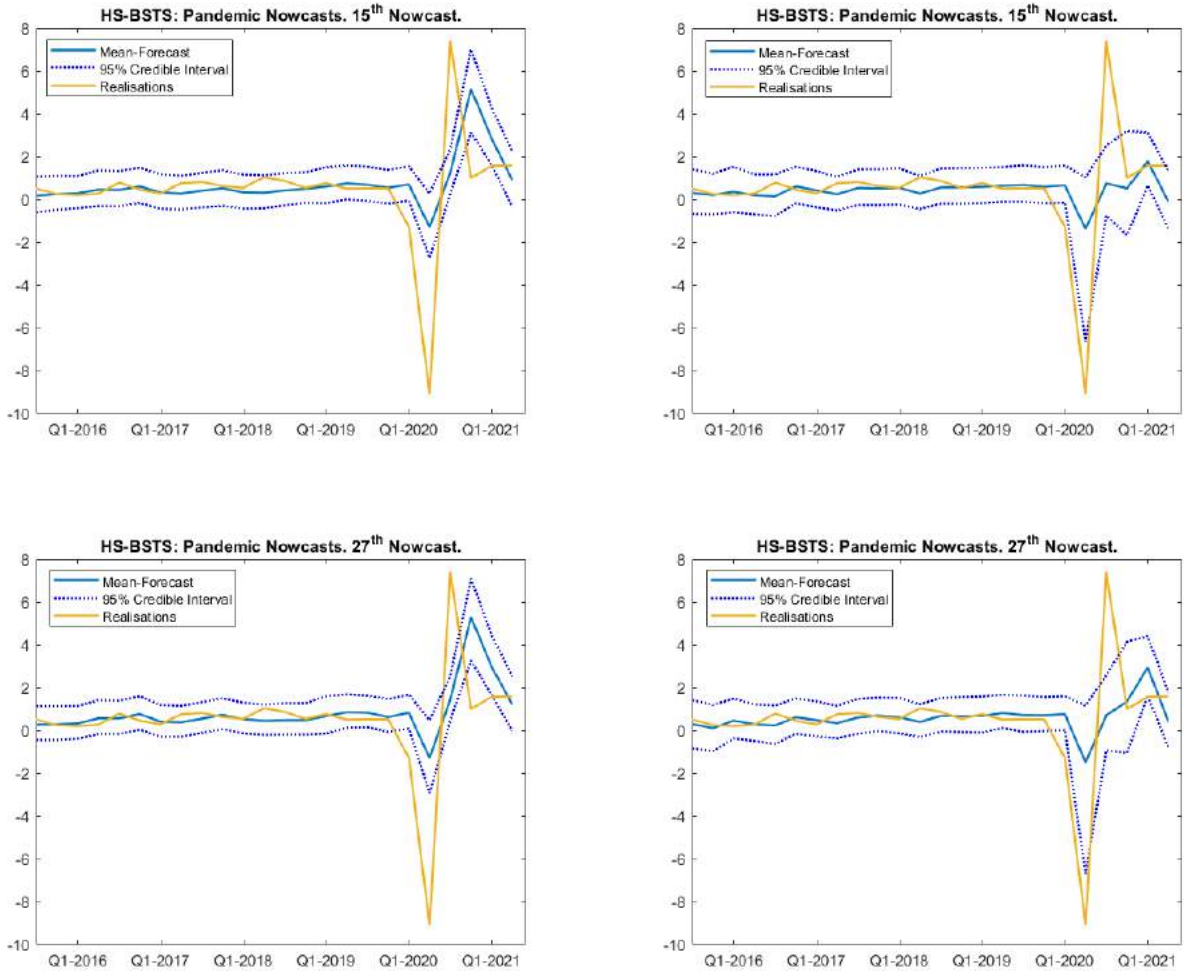 HS-BSTS: Pandemic Nowcasts. 15th Nowcast.
8
6
4
2
0
-2
-4
-6
-8
-10
Mean-Forecast
95% Credible Interval
Realisations
Q1-2016 Q1-2017 Q1-2018 Q1-2019 Q1-2020 Q1-2021
HS-BSTS: Pandemic Nowcasts. 15th Nowcast.
8
6
4
2
0
-2
-4
-6
-8
-10
Mean-Forecast
95% Credible Interval
Realisations
Q1-2016 Q1-2017 Q1-2018 Q1-2019 Q1-2020 Q1-2021
HS-BSTS: Pandemic Nowcasts. 27th Nowcast.
8
6
4
2
0
-2
-4
-6
-8
-10
Mean-Forecast
95% Credible Interval
Realisations
Q1-2016 Q1-2017 Q1-2018 Q1-2019 Q1-2020 Q1-2021
HS-BSTS: Pandemic Nowcasts. 27th Nowcast.
8
6
4
2
0
-2
-4
-6
-8
-10
Mean-Forecast
95% Credible Interval
Realisations
Q1-2016 Q1-2017 Q1-2018 Q1-2019 Q1-2020 Q1-2021